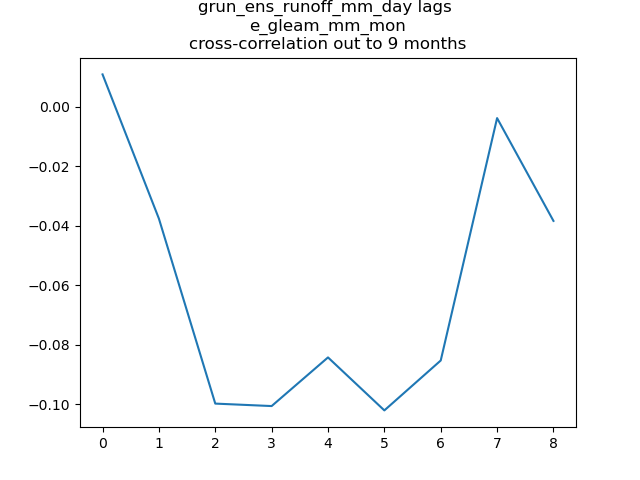 grun_ens_runoff_mm_day lags
e_gleam_mm_mon
cross-correlation out to 9 months
0.00
−0.02
−0.04
−0.06
−0.08
−0.10
0 1 2 3 4 5 6 7 8